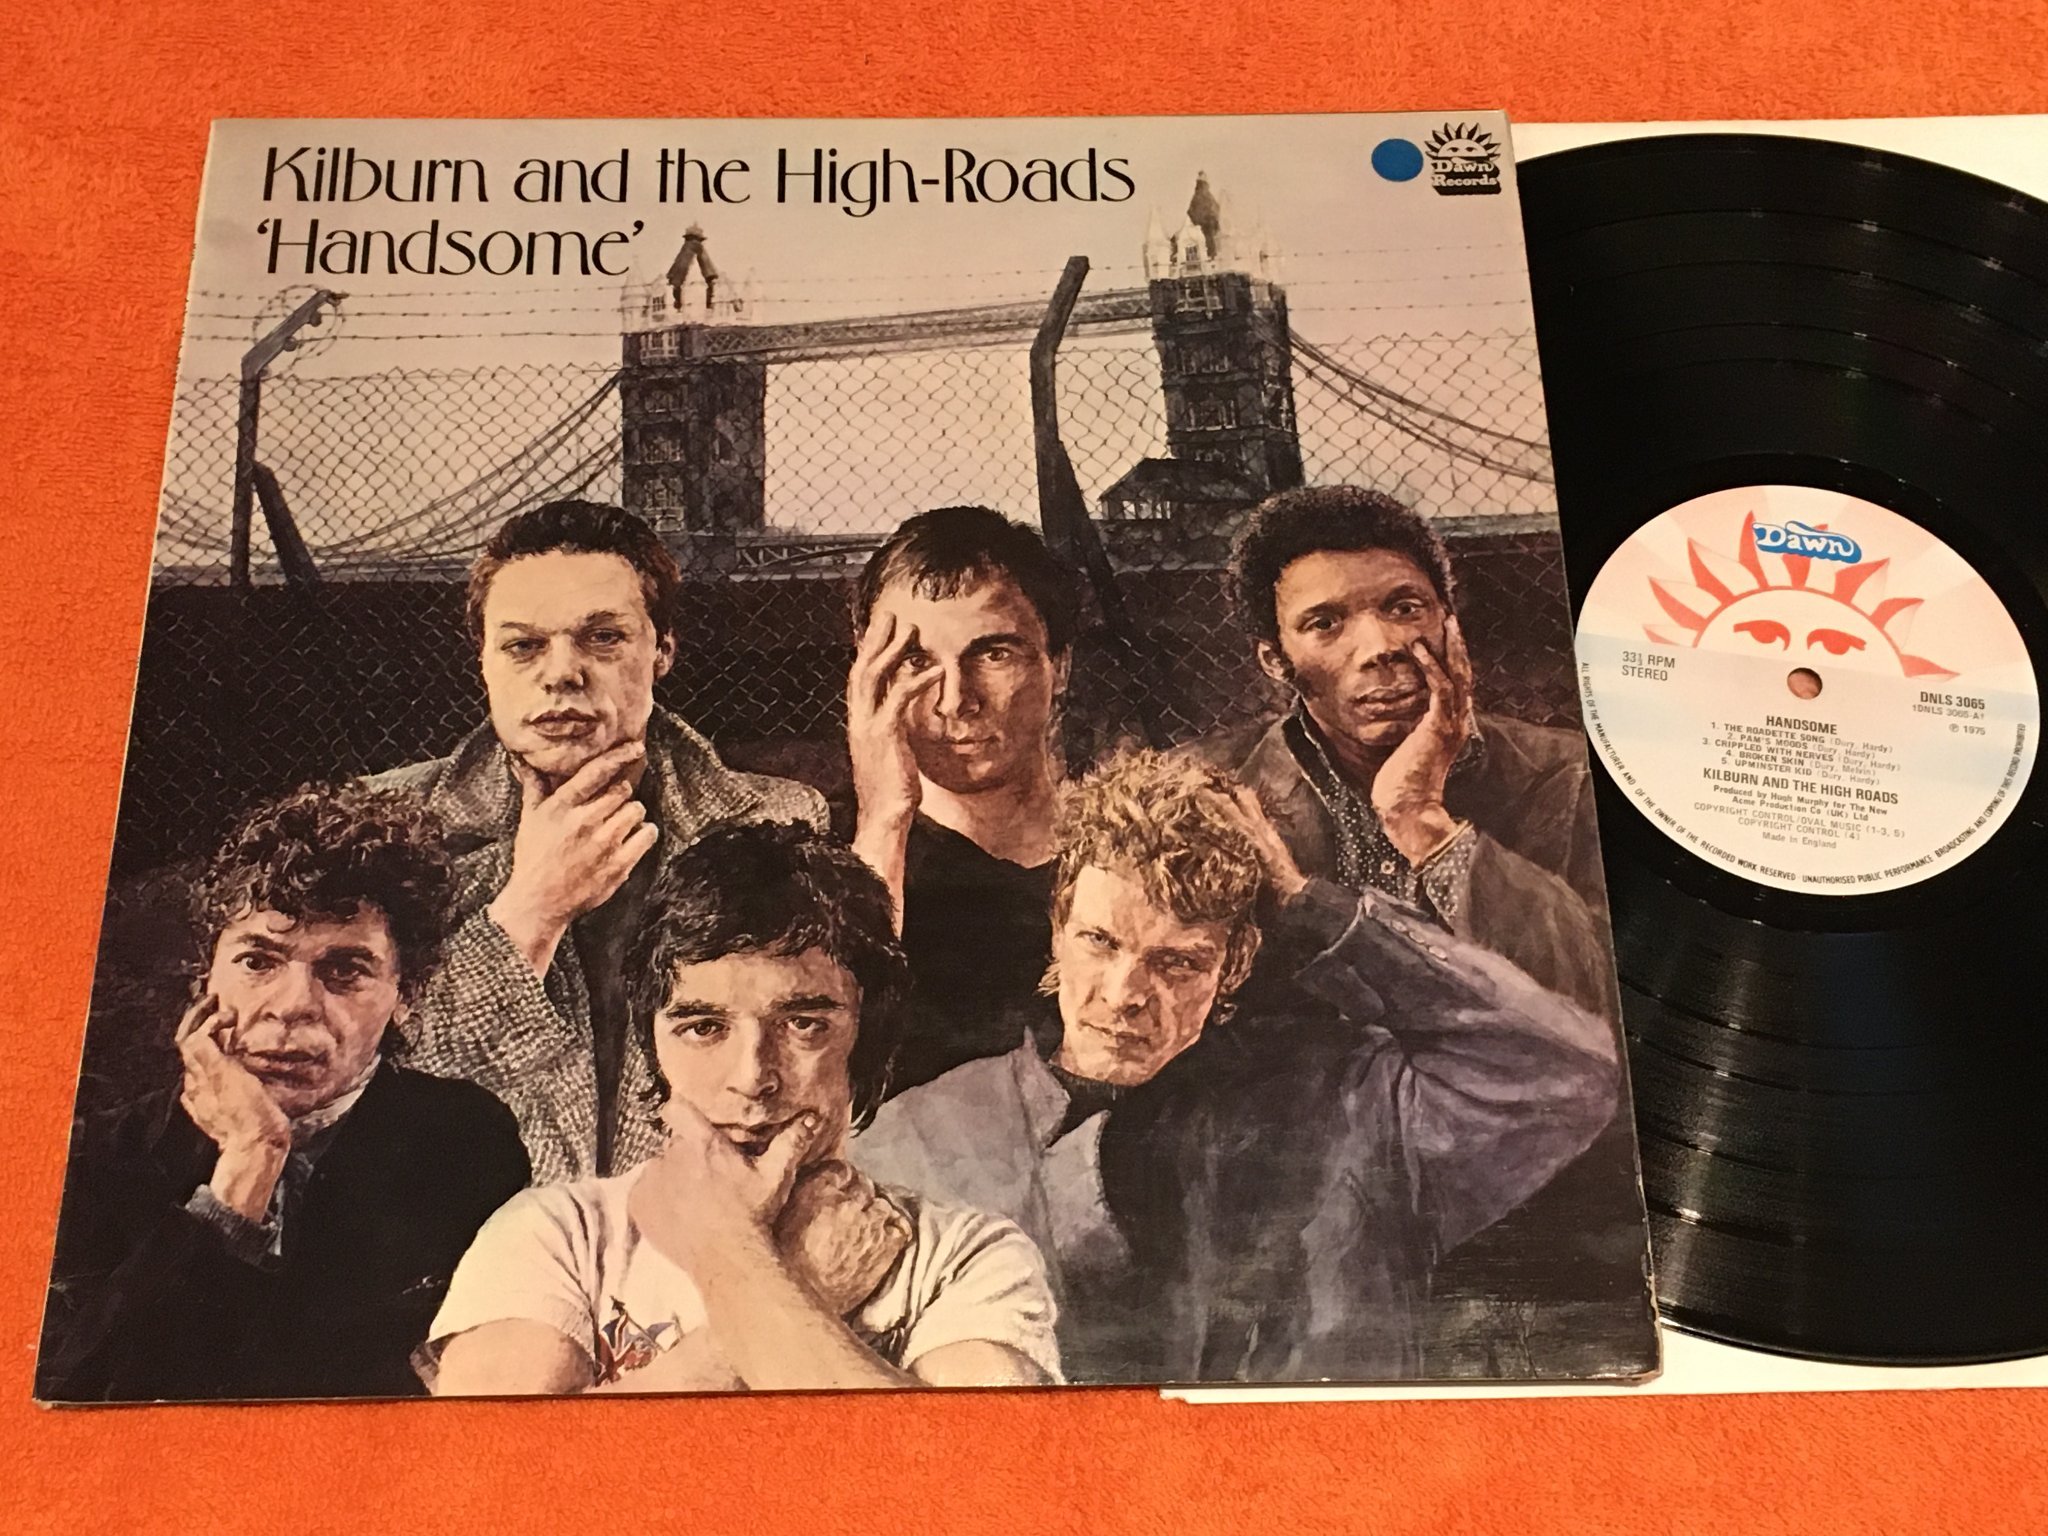 Kilburn and the High-Roads
'Handsome'
Dawn
Records
Dawn
33⅓ RPM
STEREO
DNLS 3065
↑DNLS 3065-A↑
℗ 1975
HANDSOME
1. THE ROADETTE SONG (Dury, Hardy)
2. PAM'S MOODS (Dury, Hardy)
3. CRIPPLED WITH NERVES (Dury, Hardy)
4. BROKEN SKIN (Dury, Melvin)
5. UPMINSTER KID (Dury, Hardy)
KILBURN AND THE HIGH ROADS
Produced by Hugh Murphy for The New
Acme Production Co (UK) Ltd
COPYRIGHT CONTROL/OVAL MUSIC (1-3, 5)
COPYRIGHT CONTROL (4)
Made in England
ALL RIGHTS OF THE MANUFACTURER AND OF THE OWNER OF THE RECORDED WORK RESERVED · UNAUTHORISED PUBLIC PERFORMANCE BROADCASTING AND COPYING OF THIS RECORD PROHIBITED